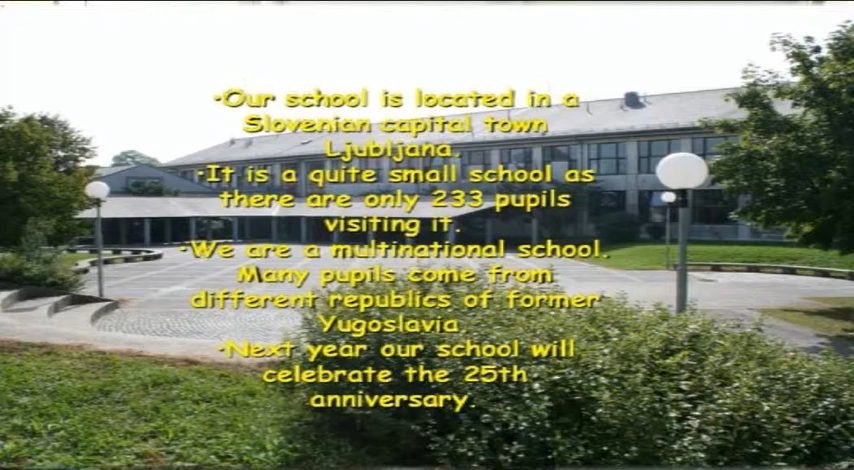 •Our school is located in a
Slovenian capital town
Ljubljana.
•It is a quite small school as
there are only 233 pupils
visiting it.
•We are a multinational school.
Many pupils come from
different republics of former
Yugoslavia.
•Next year our school will
celebrate the 25th
anniversary.